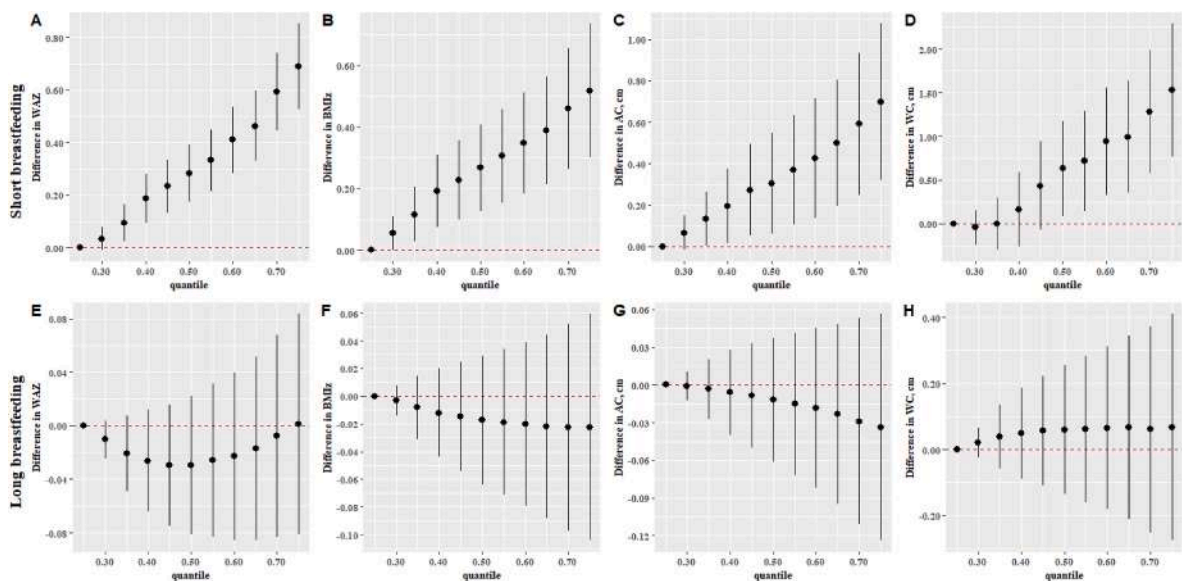 A
B
C
D
Short breastfeeding
Difference in WAZ
0.80
0.60
0.40
0.20
0.00
0.30 0.40 0.50 0.60 0.70
quantile
Difference in BMIz
0.60
0.40
0.20
0.00
0.30 0.40 0.50 0.60 0.70
quantile
Difference in AC, cm
1.00
0.80
0.60
0.40
0.20
0.00
0.30 0.40 0.50 0.60 0.70
quantile
Difference in WC, cm
2.00
1.50
1.00
0.50
0.00
0.30 0.40 0.50 0.60 0.70
quantile
E
F
G
H
Long breastfeeding
Difference in WAZ
0.08
0.04
0.00
-0.04
-0.08
0.30 0.40 0.50 0.60 0.70
quantile
Difference in BMIz
0.06
0.04
0.02
0.00
-0.02
-0.04
-0.06
-0.08
-0.10
0.30 0.40 0.50 0.60 0.70
quantile
Difference in AC, cm
0.06
0.03
0.00
-0.03
-0.06
-0.09
-0.12
0.30 0.40 0.50 0.60 0.70
quantile
Difference in WC, cm
0.40
0.20
0.00
-0.20
0.30 0.40 0.50 0.60 0.70
quantile